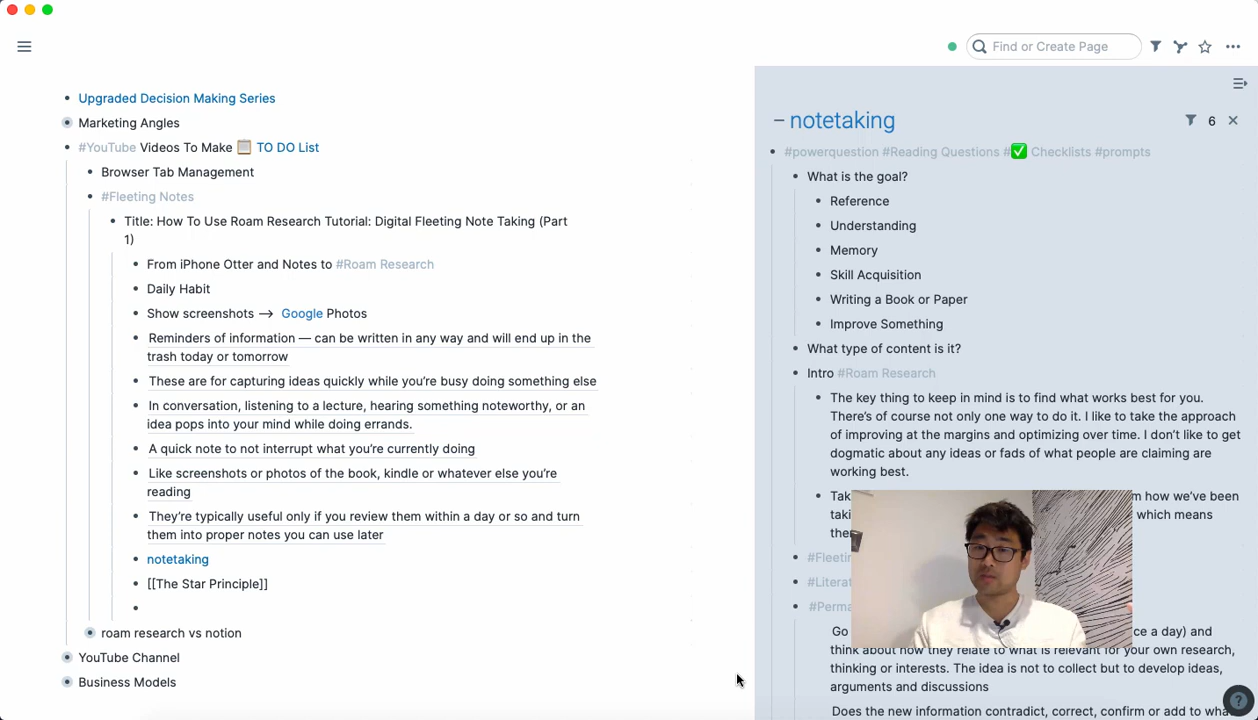 Find or Create Page
Upgraded Decision Making Series
Marketing Angles
#YouTube Videos To Make 📋 TO DO List
Browser Tab Management
#Fleeting Notes
Title: How To Use Roam Research Tutorial: Digital Fleeting Note Taking (Part
1)
From iPhone Otter and Notes to #Roam Research
Daily Habit
Show screenshots --> Google Photos
Reminders of information — can be written in any way and will end up in the
trash today or tomorrow
These are for capturing ideas quickly while you’re busy doing something else
In conversation, listening to a lecture, hearing something noteworthy, or an
idea pops into your mind while doing errands.
A quick note to not interrupt what you’re currently doing
Like screenshots or photos of the book, kindle or whatever else you’re
reading
They’re typically useful only if you review them within a day or so and turn
them into proper notes you can use later
notetaking
[[The Star Principle]]
roam research vs notion
YouTube Channel
Business Models
– notetaking
6
#powerquestion #Reading Questions #✅ Checklists #prompts
What is the goal?
Reference
Understanding
Memory
Skill Acquisition
Writing a Book or Paper
Improve Something
What type of content is it?
Intro #Roam Research
The key thing to keep in mind is to find what works best for you.
There’s of course not only one way to do it. I like to take the approach
of improving at the margins and optimizing over time. I don’t like to get
dogmatic about any ideas or fads of what people are claiming are
working best.
how we’ve been
which means
Go
ce a day) and
think about how they relate to what is relevant for your own research,
thinking or interests. The idea is not to collect but to develop ideas,
arguments and discussions
Does the new information contradict, correct, confirm or add to
?